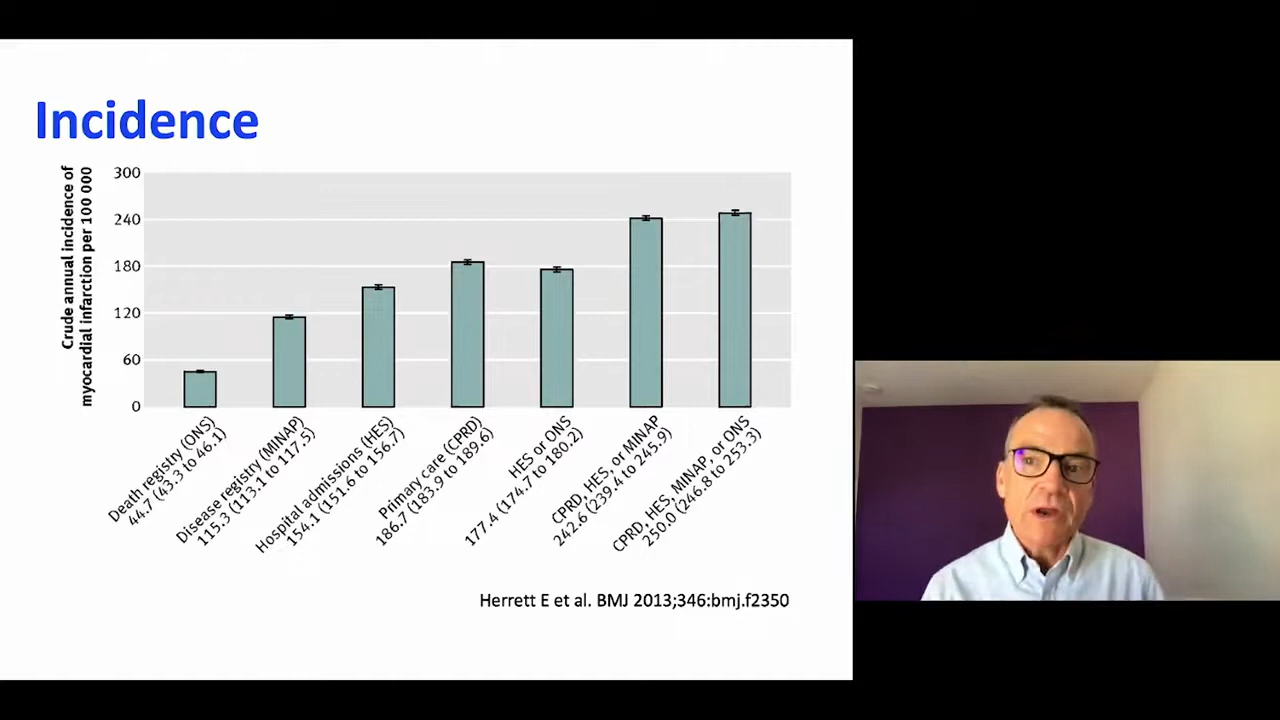 Incidence
Crude annual incidence of
myocardial infarction per 100 000
300
240
180
120
60
0
Death registry (ONS)
44.7 (43.3 to 46.1)
Disease registry (MINAP)
115.3 (113.1 to 117.5)
Hospital admissions (HES)
154.1 (151.6 to 156.7)
Primary care (CPRD)
186.7 (183.9 to 189.6)
HES or ONS
177.4 (174.7 to 180.2)
CPRD, HES, or MINAP
242.6 (239.4 to 245.9)
CPRD, HES, MINAP, or ONS
250.0 (246.8 to 253.3)
Herrett E et al. BMJ 2013;346:bmj.f2350